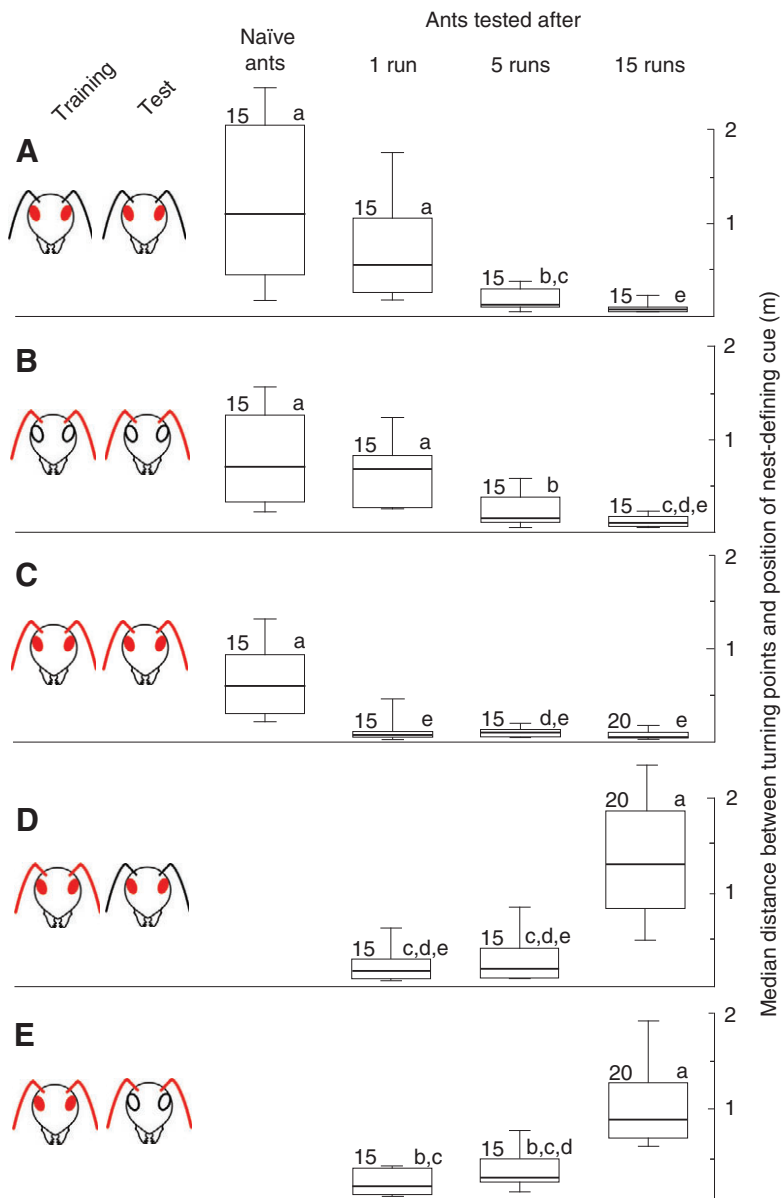 Ants tested after
Naïve ants
1 run 5 runs 15 runs
Training Test
A
15 a 15 a 15 b,c 15 e
2
1
B
15 a 15 a 15 b 15 c,d,e
2
1
C
15 a 15 e 15 d,e 20 e
2
1
D
15 c,d,e 15 c,d,e 20 a
2
1
E
15 b,c 15 b,c,d 20 a
2
1
Median distance between turning points and position of nest-defining cue (m)